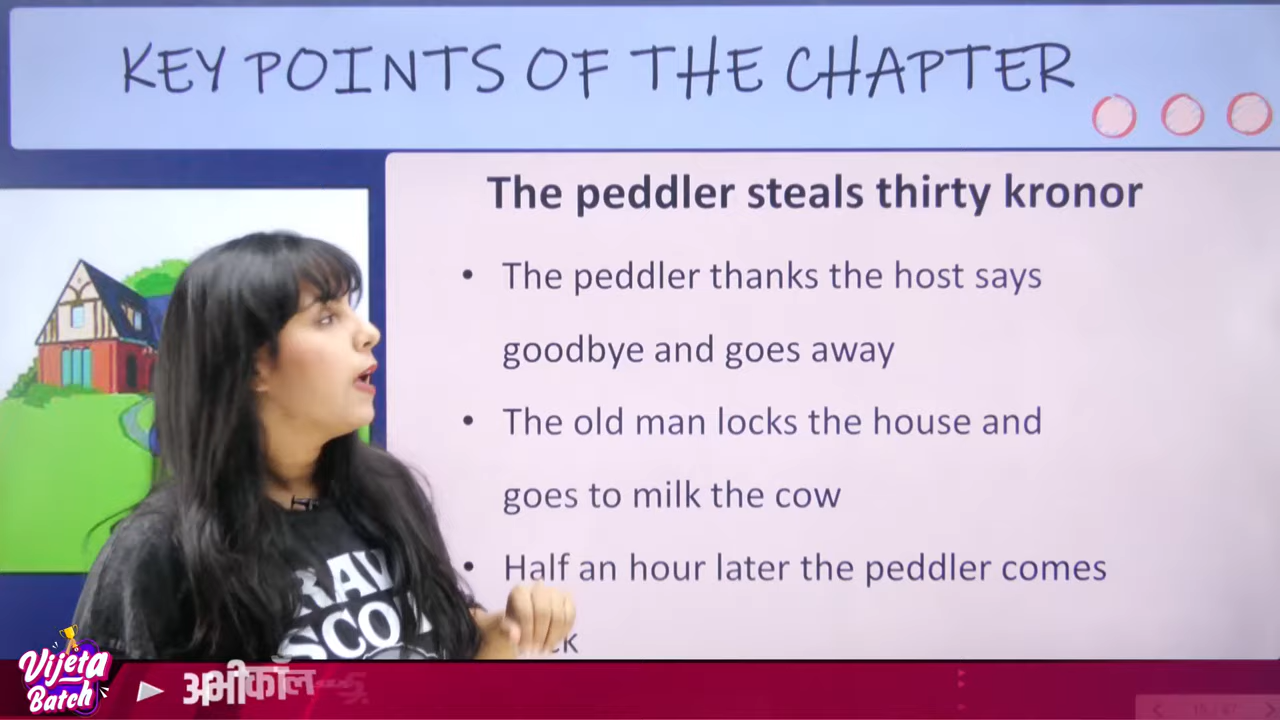 KEY POINTS OF THE CHAPTER
The peddler steals thirty kronor
• The peddler thanks the host says
goodbye and goes away
• The old man locks the house and
goes to milk the cow
• Half an hour later the peddler comes
Vijeta
Batch
अभी कॉल